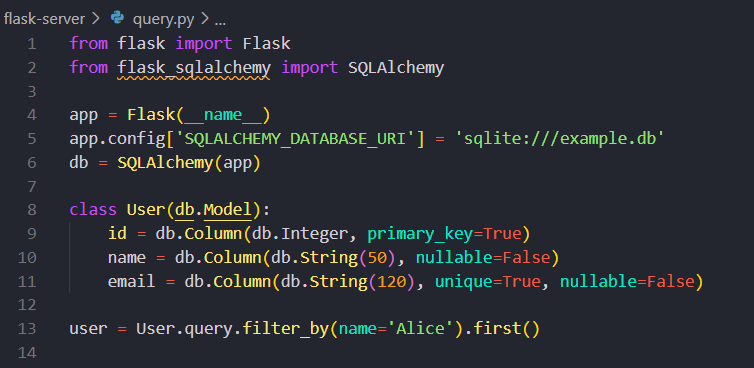 flask-server > query.py > ...
1 from flask import Flask
2 from flask_sqlalchemy import SQLAlchemy
3
4 app = Flask(__name__)
5 app.config['SQLALCHEMY_DATABASE_URI'] = 'sqlite:///example.db'
6 db = SQLAlchemy(app)
7
8 class User(db.Model):
9     id = db.Column(db.Integer, primary_key=True)
10     name = db.Column(db.String(50), nullable=False)
11     email = db.Column(db.String(120), unique=True, nullable=False)
12
13 user = User.query.filter_by(name='Alice').first()
14